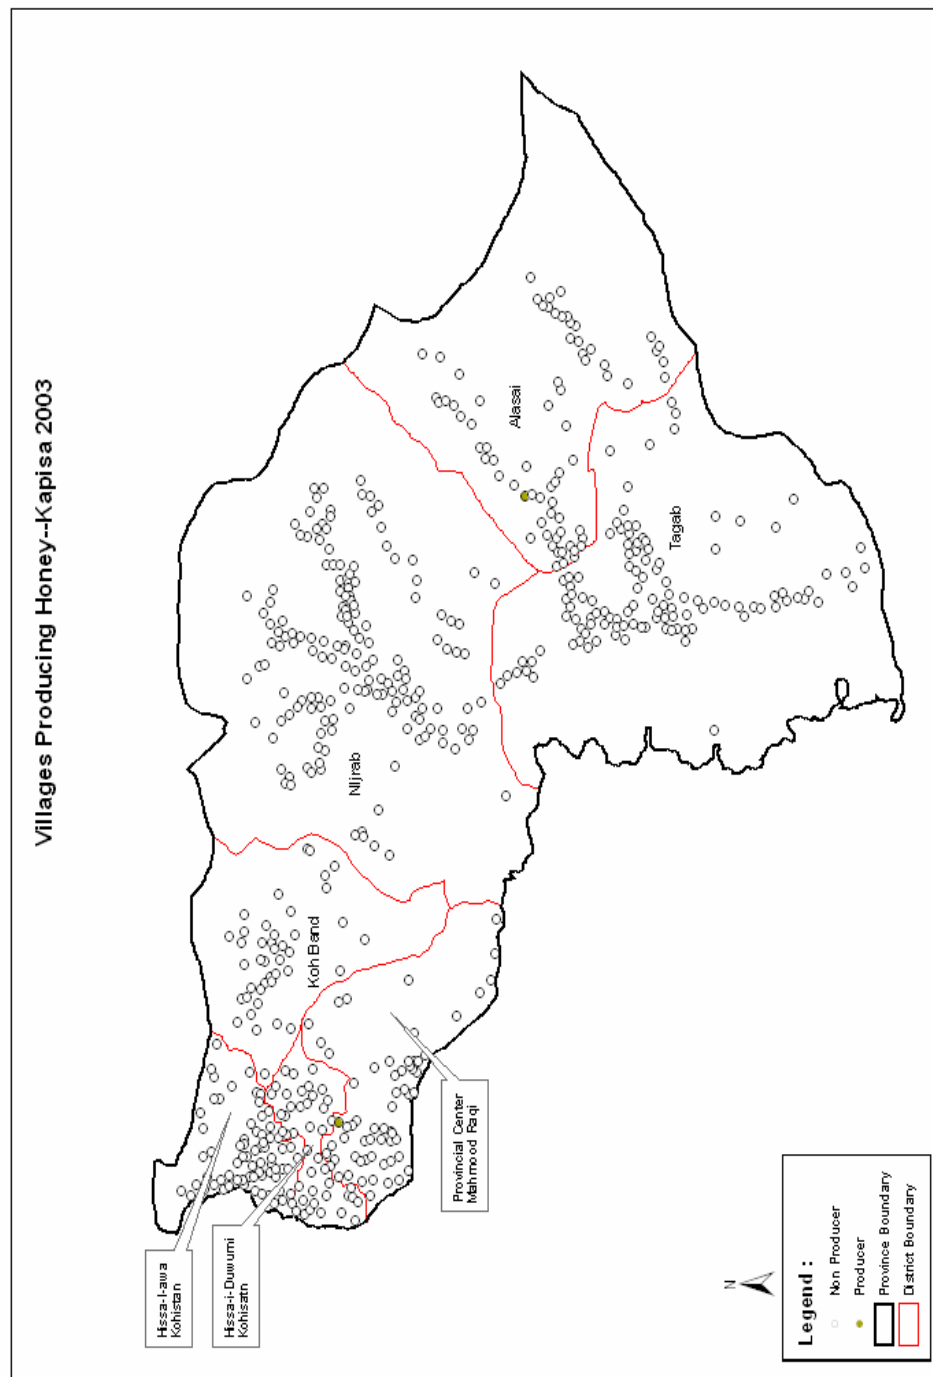 Villages Producing Honey--Kapisa 2003
Hissa-I-awa
Kohistan
Hissa-i-Duwumi
Kohisatn
Koh Band
Nijrab
Alasai
Tagab
Provincial Center
Mahmood Raqi
N
Legend :
Non Producer
Producer
Province Boundary
District Boundary